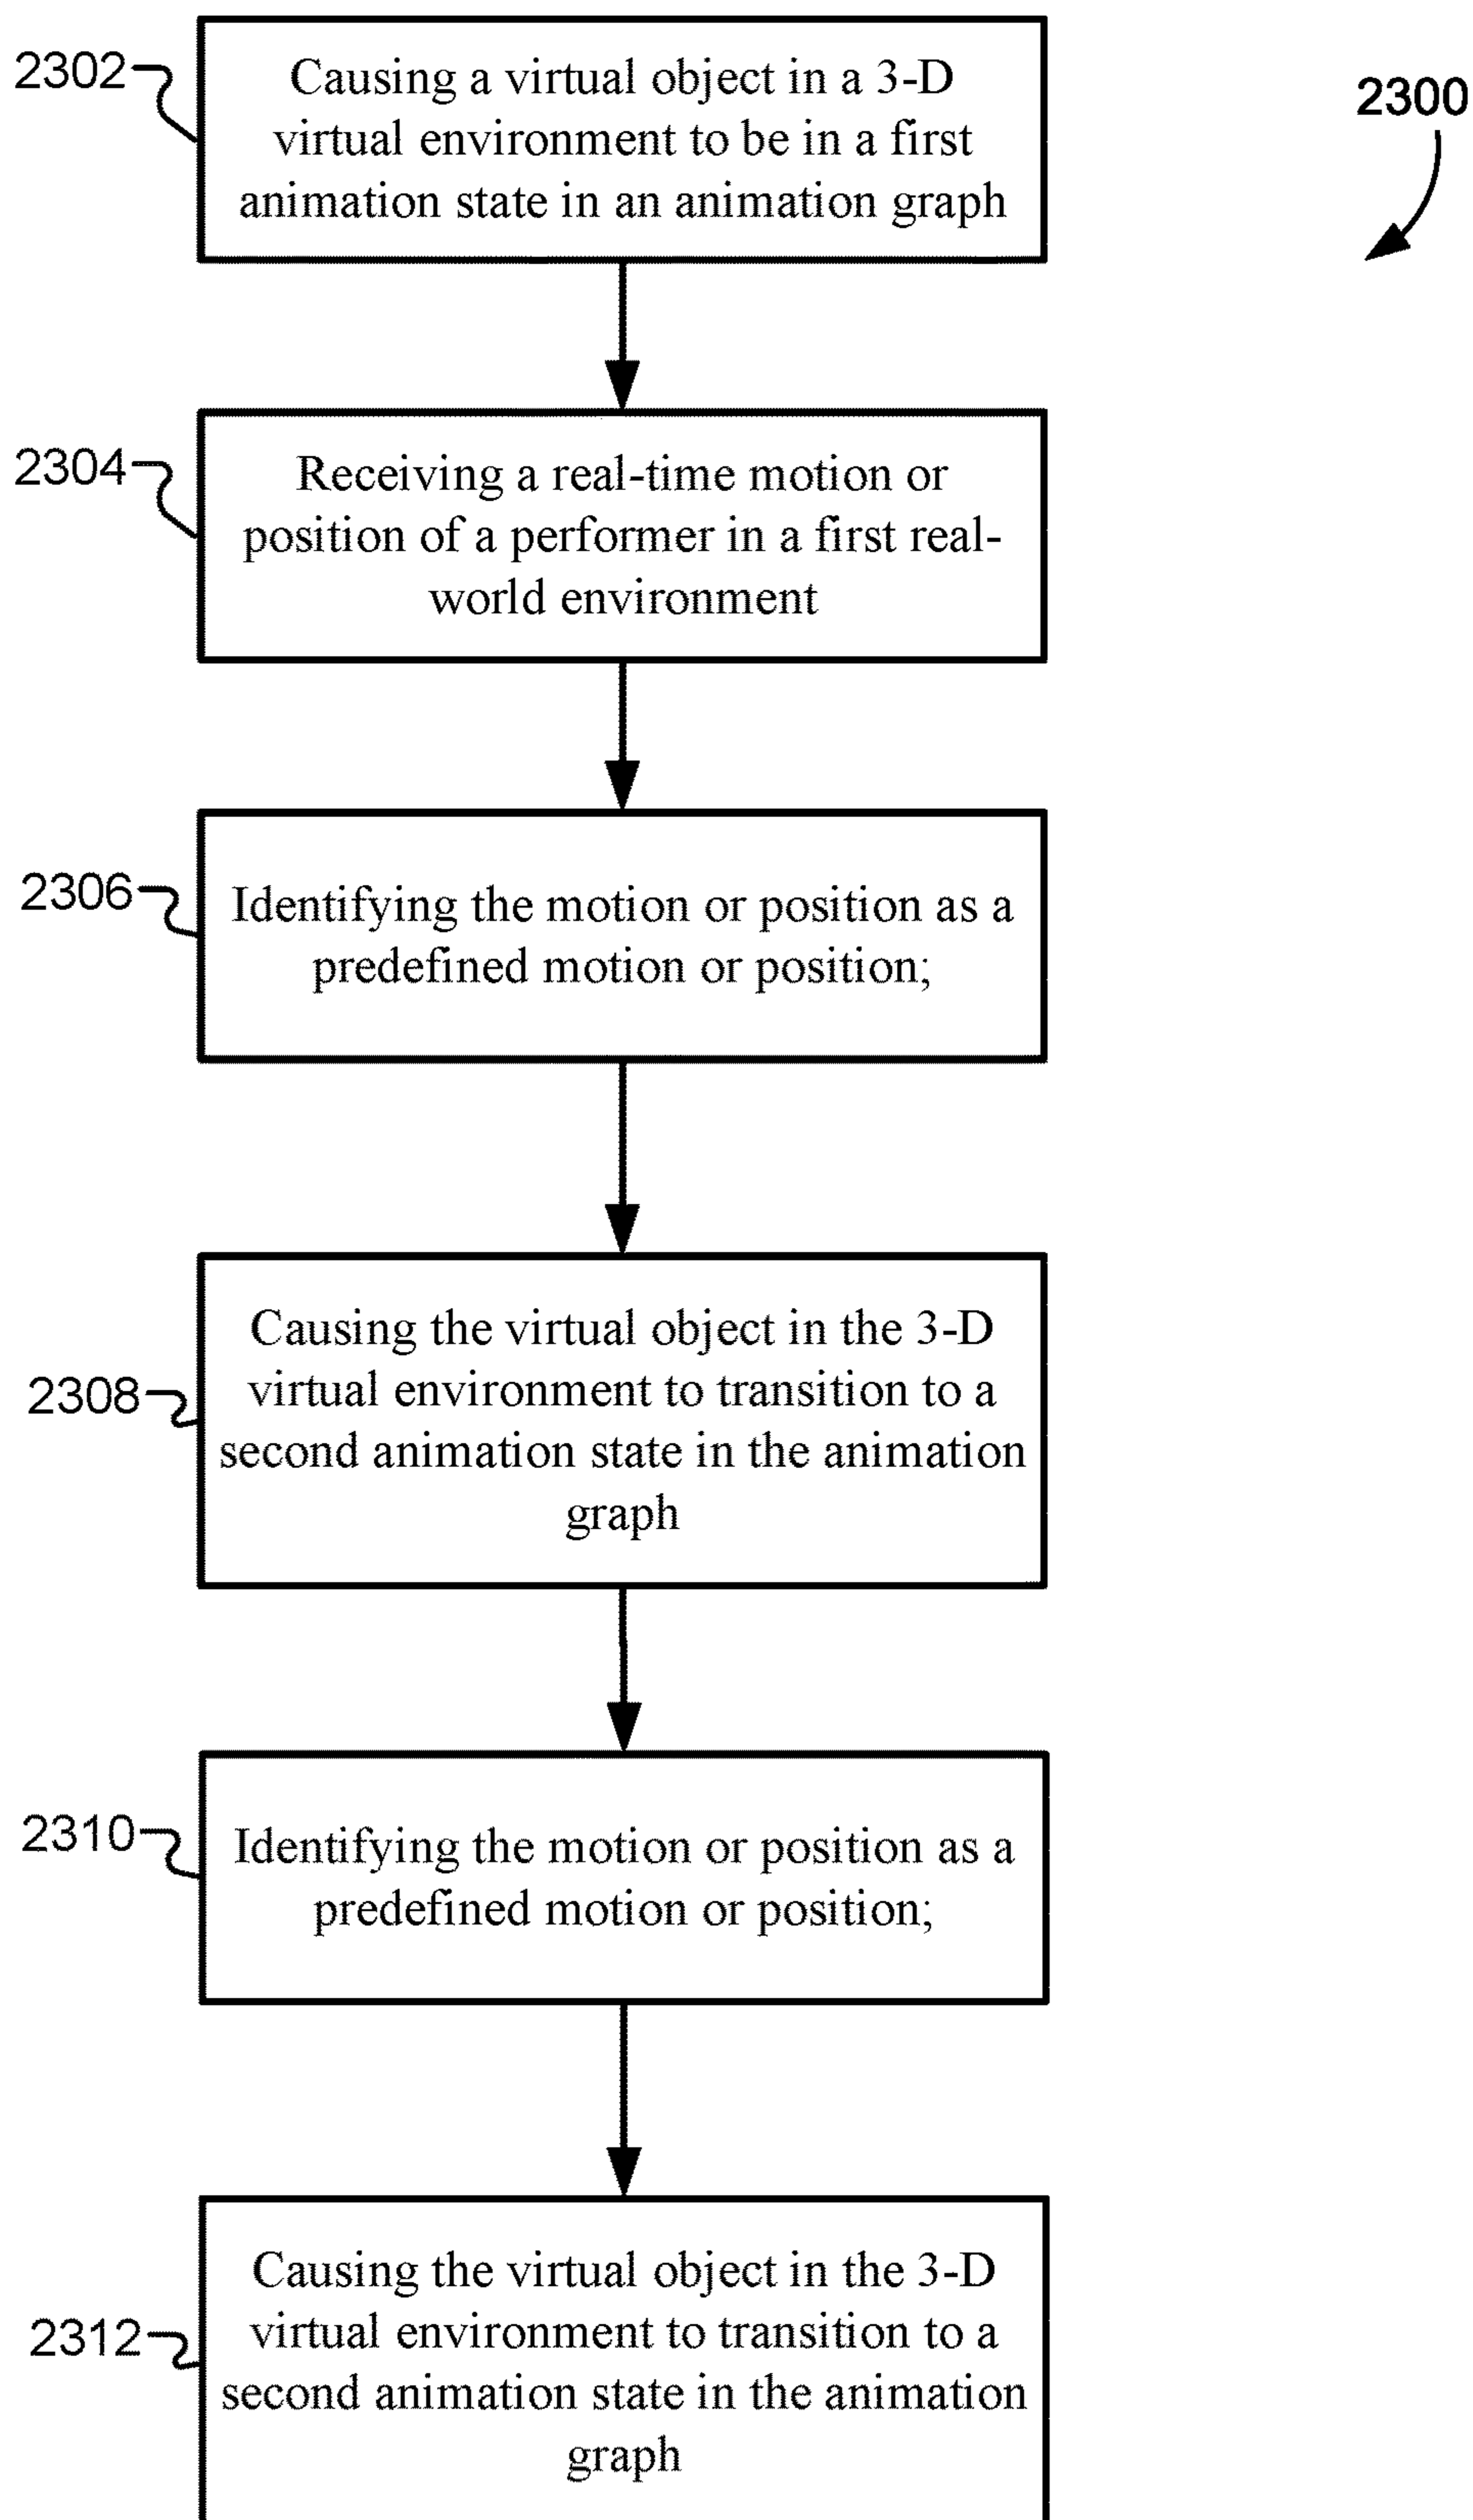 2302
Causing a virtual object in a 3-D
virtual environment to be in a first
animation state in an animation graph
2300
2304
Receiving a real-time motion or
position of a performer in a first real-
world environment
2306
Identifying the motion or position as a
predefined motion or position;
2308
Causing the virtual object in the 3-D
virtual environment to transition to a
second animation state in the animation
graph
2310
Identifying the motion or position as a
predefined motion or position;
2312
Causing the virtual object in the 3-D
virtual environment to transition to a
second animation state in the animation
graph